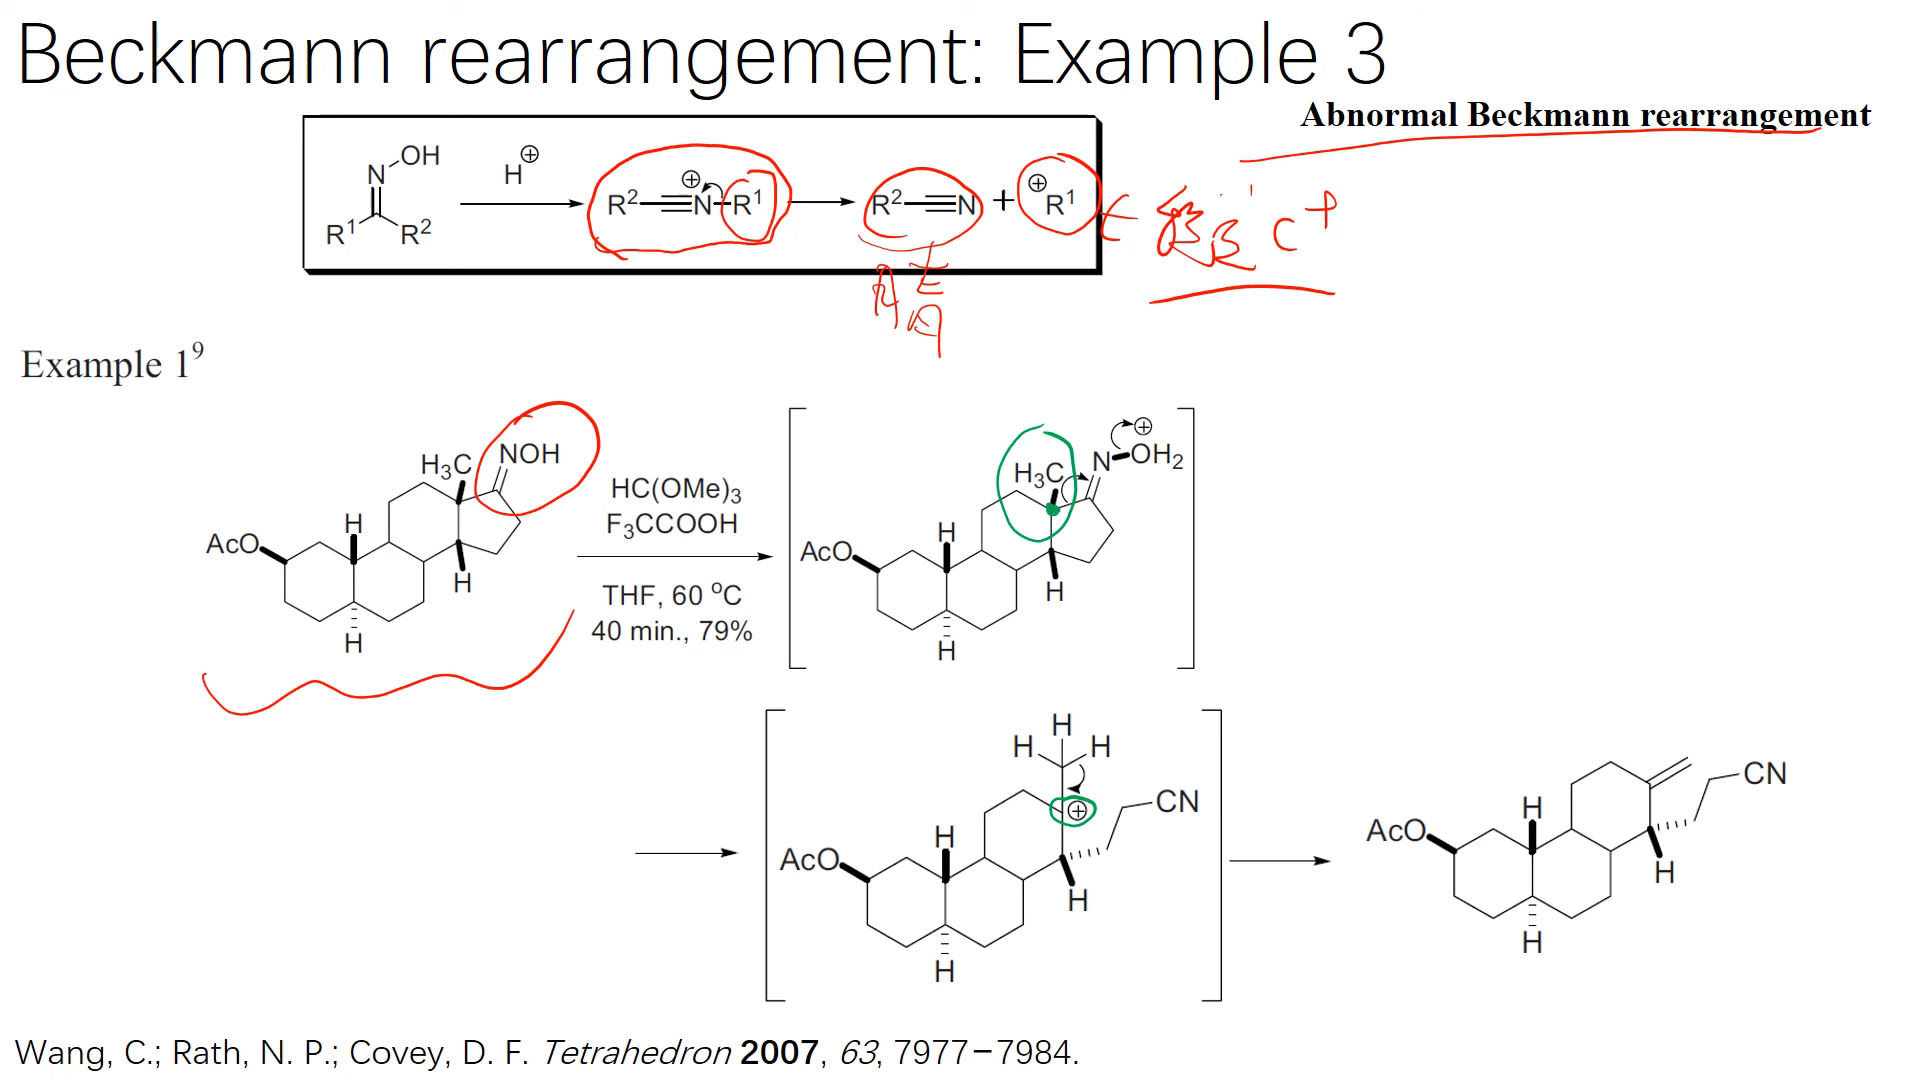 Beckmann rearrangement: Example 3
Abnormal Beckmann rearrangement
N OH
R¹ R²
H ⊕
R² ⊕ N R¹
R² N + ⊕ R¹
C⁺
Example 1⁹
H₃C NOH
AcO H H H
HC(OMe)₃
F₃CCOOH
THF, 60 ºC
40 min., 79%
H₃C N OH₂ ⊕
AcO H H H
H H H
⊕ CN
AcO H H H
CN
AcO H H H
Wang, C.; Rath, N. P.; Covey, D. F. Tetrahedron 2007, 63, 7977–7984.